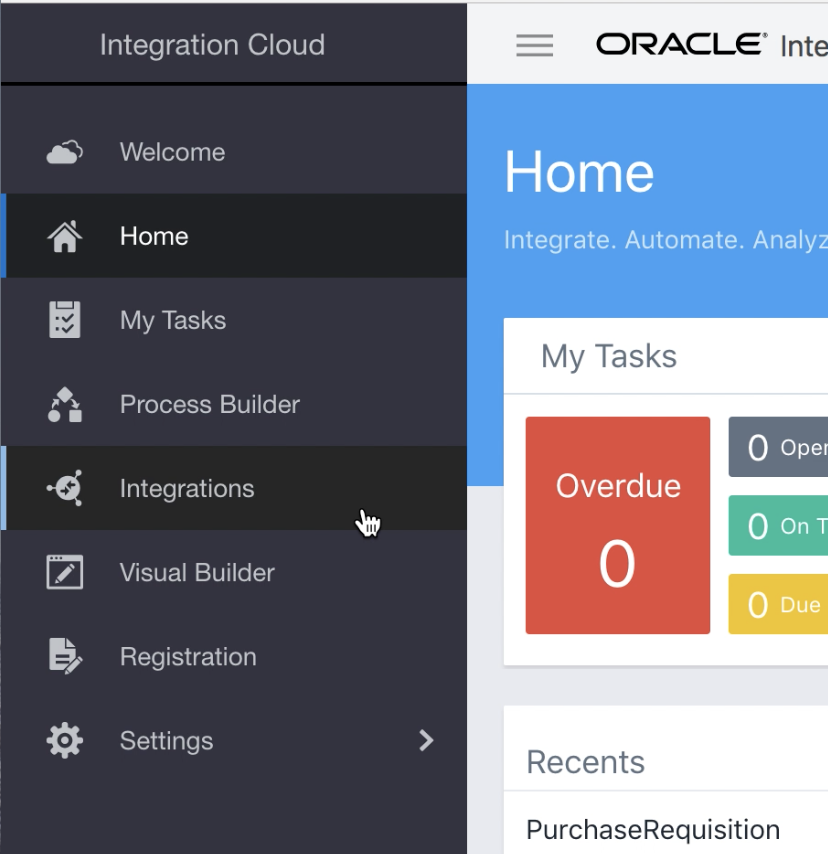 Integration Cloud
Welcome
Home
My Tasks
Process Builder
Integrations
Visual Builder
Registration
Settings
ORACLE® Inte
Home
Integrate. Automate. Analyz
My Tasks
Overdue
0
0 Oper
0 On T
0 Due
Recents
PurchaseRequisition